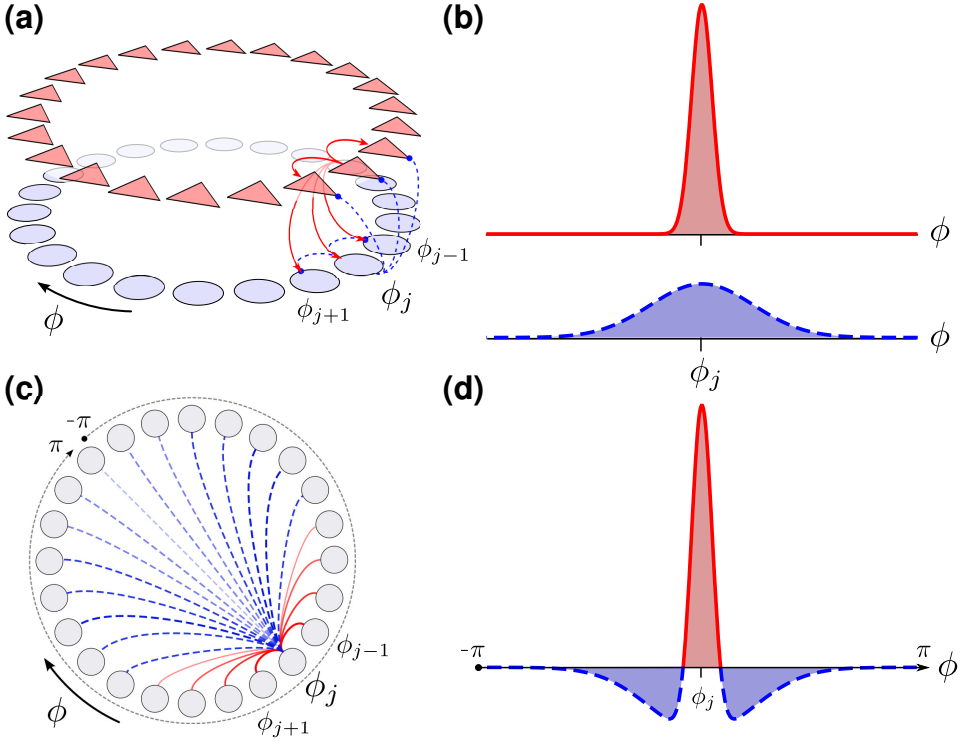 (a)
ϕ_{j−1}
ϕ_j
ϕ_{j+1}
ϕ
(b)
ϕ
ϕ
ϕ_j
(c)
-π
π
ϕ_{j−1}
ϕ_j
ϕ_{j+1}
ϕ
(d)
-π
π
ϕ
ϕ_j